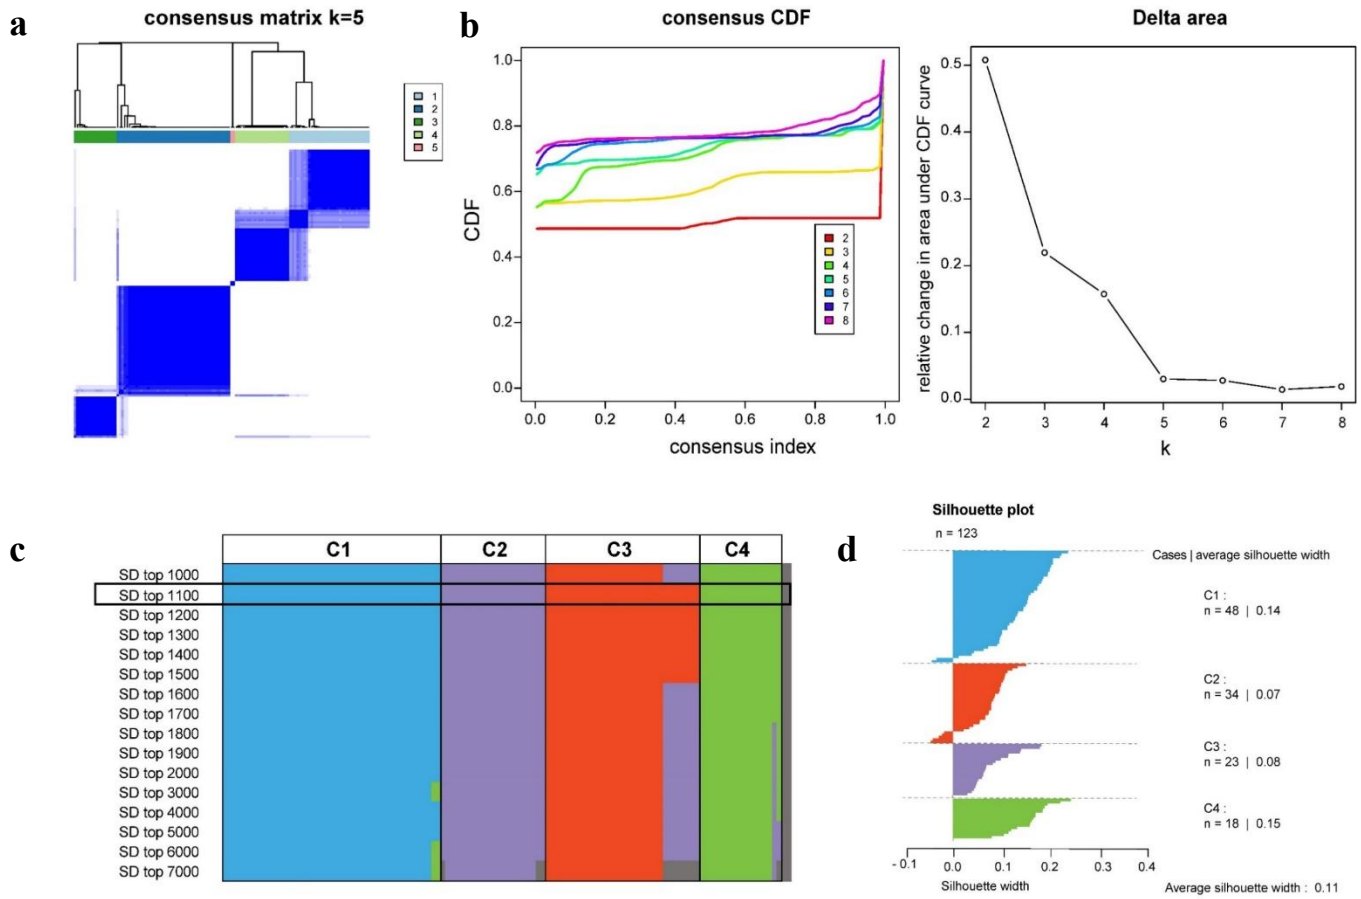 a
consensus matrix k=5
1
2
3
4
5
b
consensus CDF
CDF
1.0
0.8
0.6
0.4
0.2
0.0
2
3
4
5
6
7
8
0.0 0.2 0.4 0.6 0.8 1.0
consensus index
Delta area
relative change in area under CDF curve
0.5
0.4
0.3
0.2
0.1
0.0
2 3 4 5 6 7 8
k
c
C1 C2 C3 C4
SD top 1000
SD top 1100
SD top 1200
SD top 1300
SD top 1400
SD top 1500
SD top 1600
SD top 1700
SD top 1800
SD top 1900
SD top 2000
SD top 3000
SD top 4000
SD top 5000
SD top 6000
SD top 7000
d
Silhouette plot
n = 123
Cases | average silhouette width
C1 :
n = 48 | 0.14
C2 :
n = 34 | 0.07
C3 :
n = 23 | 0.08
C4 :
n = 18 | 0.15
-0.1 0.0 0.1 0.2 0.3 0.4
Silhouette width
Average silhouette width : 0.11